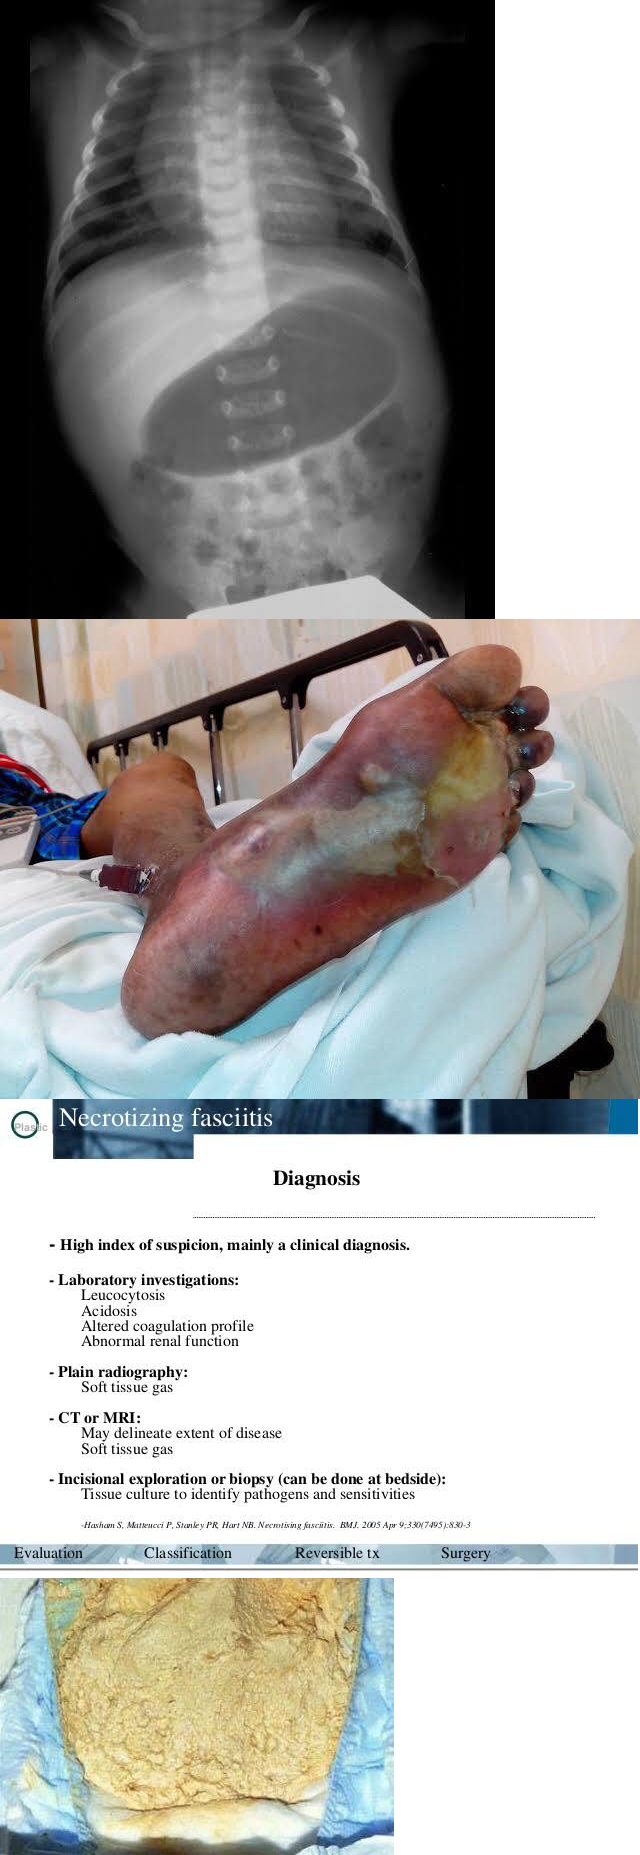 Plastic
Necrotizing fasciitis
Diagnosis
- High index of suspicion, mainly a clinical diagnosis.
- Laboratory investigations:
Leucocytosis
Acidosis
Altered coagulation profile
Abnormal renal function
- Plain radiography:
Soft tissue gas
- CT or MRI:
May delineate extent of disease
Soft tissue gas
- Incisional exploration or biopsy (can be done at bedside):
Tissue culture to identify pathogens and sensitivities
-Hasham S, Matteucci P, Stanley PR, Hart NB. Necrotising fasciitis. BMJ. 2005 Apr 9;330(7495):830-3
Evaluation Classification Reversible tx Surgery